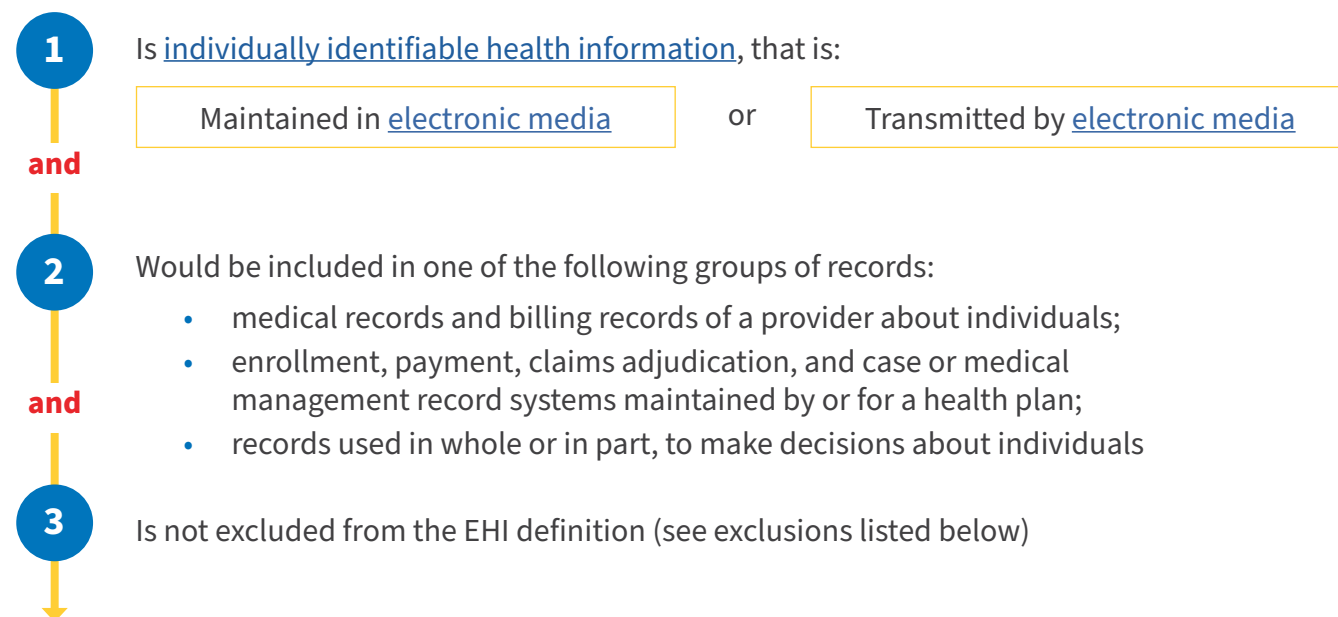 1
Is individually identifiable health information, that is:
Maintained in electronic media
or
Transmitted by electronic media
and
2
Would be included in one of the following groups of records:
• medical records and billing records of a provider about individuals;
• enrollment, payment, claims adjudication, and case or medical
management record systems maintained by or for a health plan;
and
• records used in whole or in part, to make decisions about individuals
3
Is not excluded from the EHI definition (see exclusions listed below)